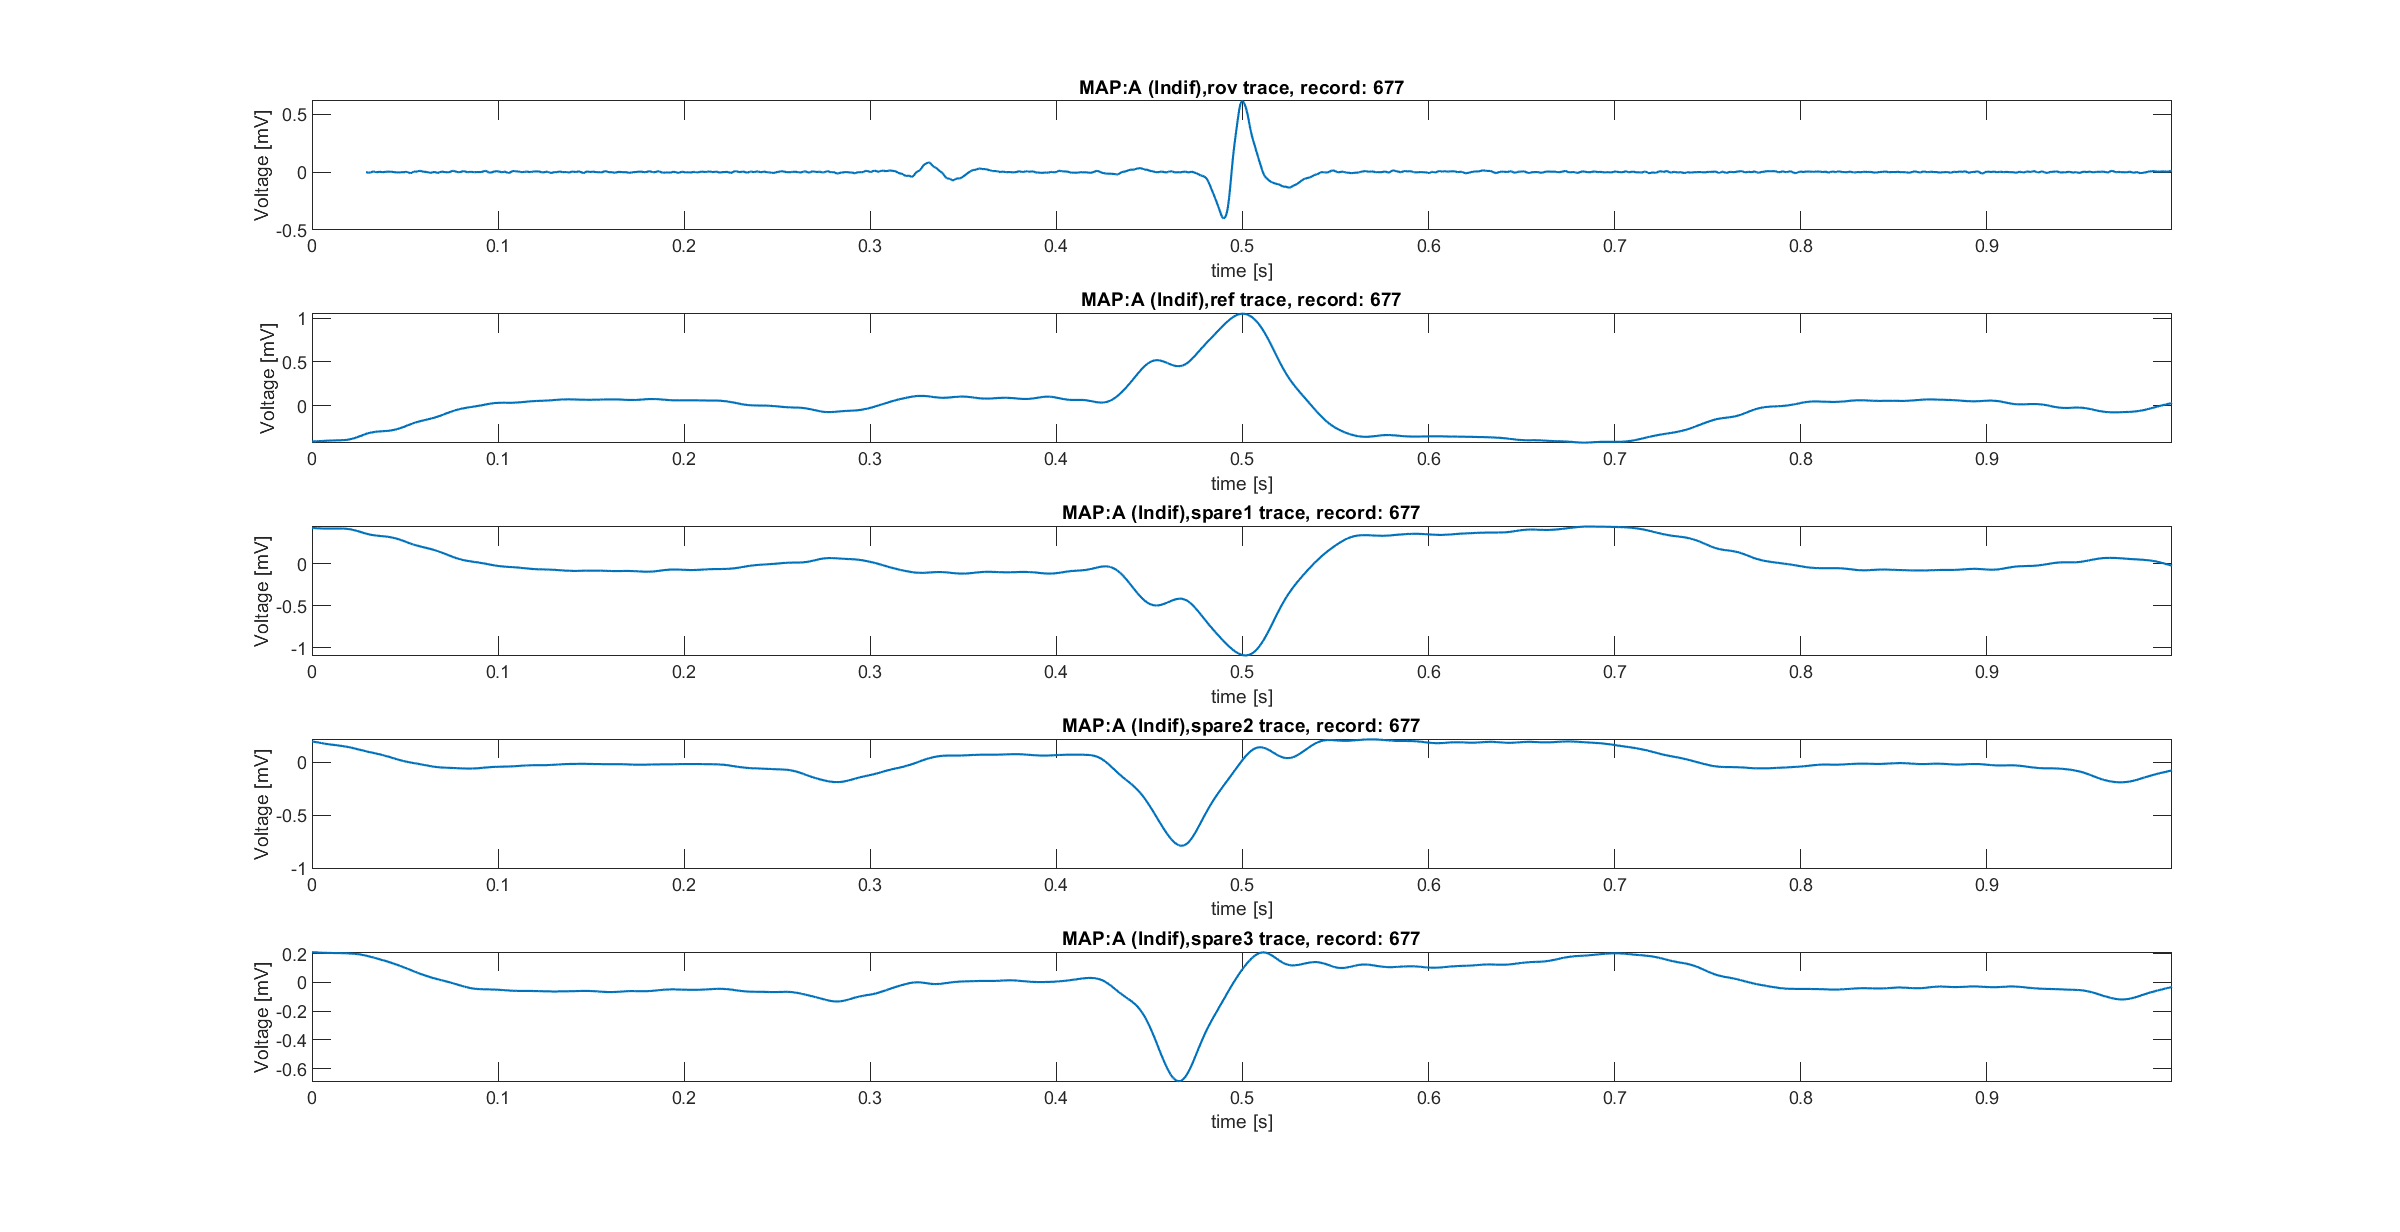 MAP:A (Indif),rov trace, record: 677
Voltage [mV]
0.5
0
-0.5
0 0.1 0.2 0.3 0.4 0.5 0.6 0.7 0.8 0.9
time [s]
MAP:A (Indif),ref trace, record: 677
Voltage [mV]
1
0.5
0
0 0.1 0.2 0.3 0.4 0.5 0.6 0.7 0.8 0.9
time [s]
MAP:A (Indif),spare1 trace, record: 677
Voltage [mV]
0
-0.5
-1
0 0.1 0.2 0.3 0.4 0.5 0.6 0.7 0.8 0.9
time [s]
MAP:A (Indif),spare2 trace, record: 677
Voltage [mV]
0
-0.5
-1
0 0.1 0.2 0.3 0.4 0.5 0.6 0.7 0.8 0.9
time [s]
MAP:A (Indif),spare3 trace, record: 677
Voltage [mV]
0.2
0
-0.2
-0.4
-0.6
0 0.1 0.2 0.3 0.4 0.5 0.6 0.7 0.8 0.9
time [s]